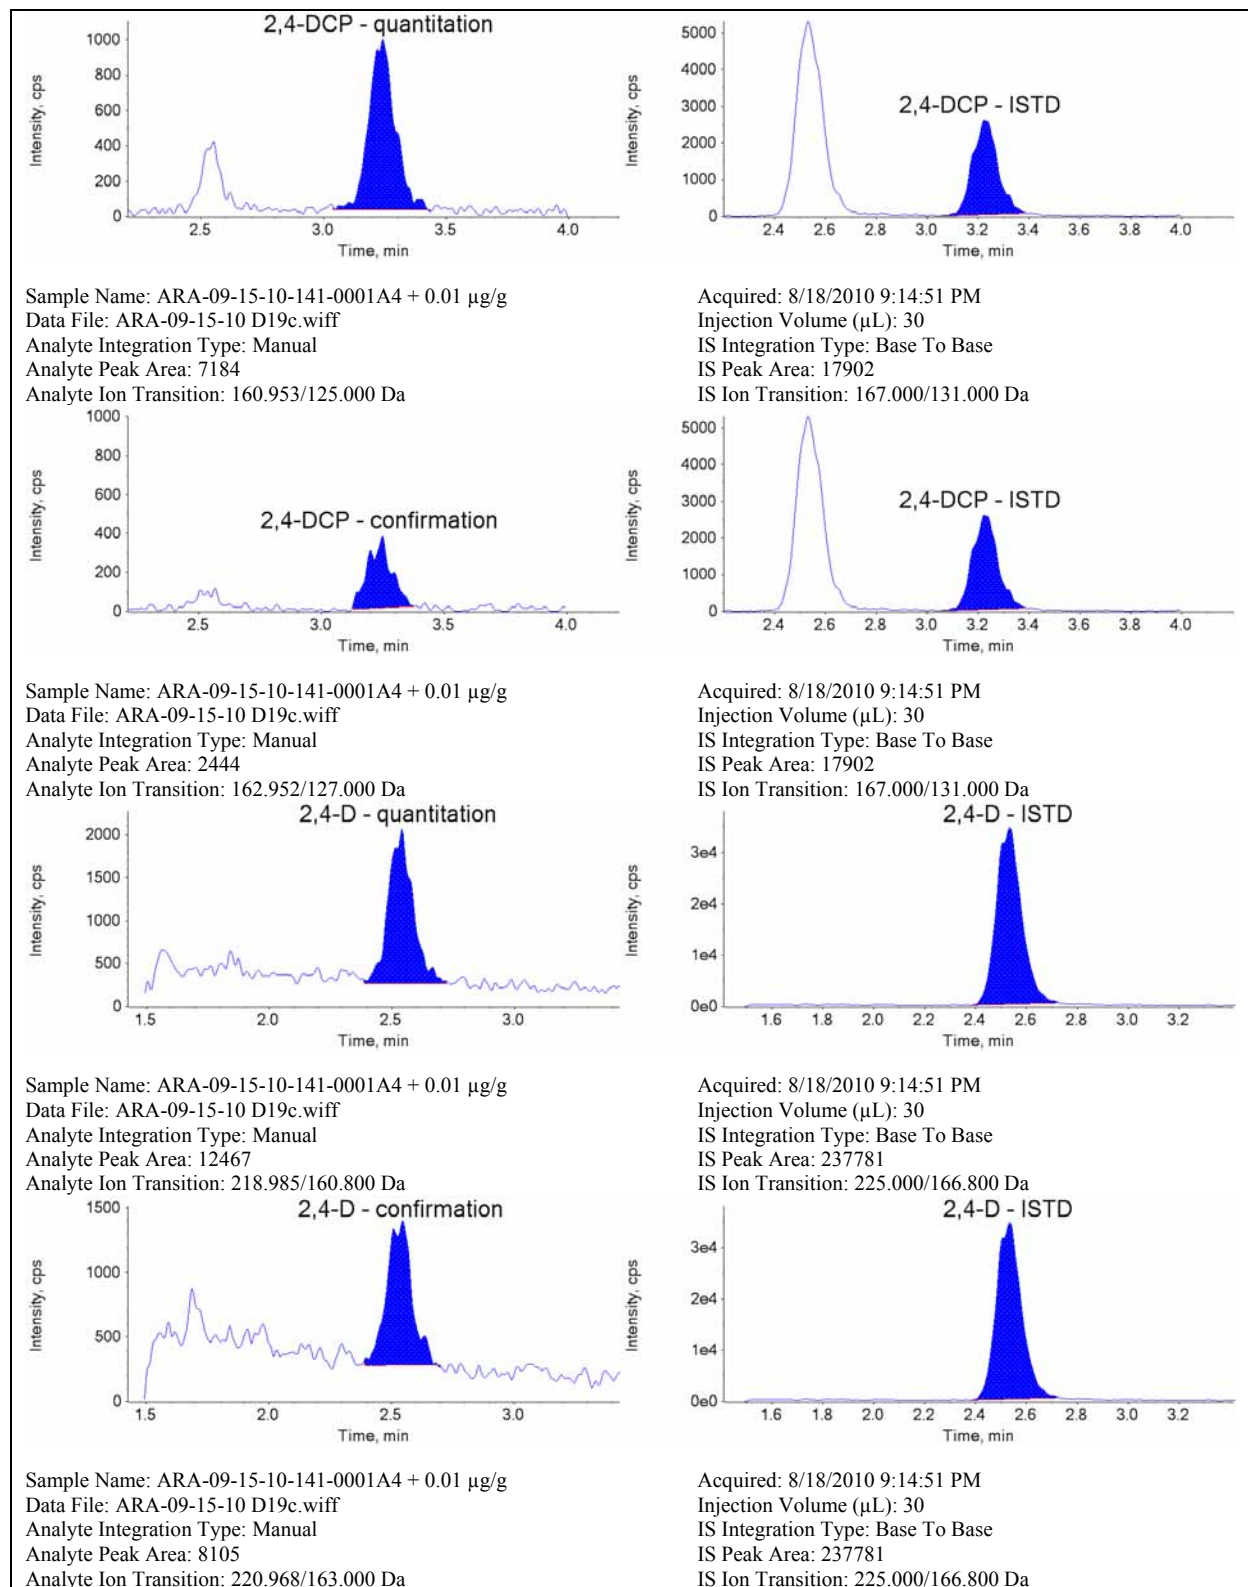 2,4-DCP - quantitation
1000
800
600
400
200
0
Intensity, cps
2.5 3.0 3.5 4.0
Time, min
2,4-DCP - ISTD
5000
4000
3000
2000
1000
0
Intensity, cps
2.4 2.6 2.8 3.0 3.2 3.4 3.6 3.8 4.0
Time, min
Sample Name: ARA-09-15-10-141-0001A4 + 0.01 µg/g
Data File: ARA-09-15-10 D19c.wiff
Analyte Integration Type: Manual
Analyte Peak Area: 7184
Analyte Ion Transition: 160.953/125.000 Da
Acquired: 8/18/2010 9:14:51 PM
Injection Volume (µL): 30
IS Integration Type: Base To Base
IS Peak Area: 17902
IS Ion Transition: 167.000/131.000 Da
2,4-DCP - confirmation
1000
800
600
400
200
0
Intensity, cps
2.5 3.0 3.5 4.0
Time, min
2,4-DCP - ISTD
5000
4000
3000
2000
1000
0
Intensity, cps
2.4 2.6 2.8 3.0 3.2 3.4 3.6 3.8 4.0
Time, min
Sample Name: ARA-09-15-10-141-0001A4 + 0.01 µg/g
Data File: ARA-09-15-10 D19c.wiff
Analyte Integration Type: Manual
Analyte Peak Area: 2444
Analyte Ion Transition: 162.952/127.000 Da
Acquired: 8/18/2010 9:14:51 PM
Injection Volume (µL): 30
IS Integration Type: Base To Base
IS Peak Area: 17902
IS Ion Transition: 167.000/131.000 Da
2,4-D - quantitation
2000
1500
1000
500
0
Intensity, cps
1.5 2.0 2.5 3.0
Time, min
2,4-D - ISTD
3e4
2e4
1e4
0e0
Intensity, cps
1.6 1.8 2.0 2.2 2.4 2.6 2.8 3.0 3.2
Time, min
Sample Name: ARA-09-15-10-141-0001A4 + 0.01 µg/g
Data File: ARA-09-15-10 D19c.wiff
Analyte Integration Type: Manual
Analyte Peak Area: 12467
Analyte Ion Transition: 218.985/160.800 Da
Acquired: 8/18/2010 9:14:51 PM
Injection Volume (µL): 30
IS Integration Type: Base To Base
IS Peak Area: 237781
IS Ion Transition: 225.000/166.800 Da
2,4-D - confirmation
1500
1000
500
0
Intensity, cps
1.5 2.0 2.5 3.0
Time, min
2,4-D - ISTD
3e4
2e4
1e4
0e0
Intensity, cps
1.6 1.8 2.0 2.2 2.4 2.6 2.8 3.0 3.2
Time, min
Sample Name: ARA-09-15-10-141-0001A4 + 0.01 µg/g
Data File: ARA-09-15-10 D19c.wiff
Analyte Integration Type: Manual
Analyte Peak Area: 8105
Analyte Ion Transition: 220.968/163.000 Da
Acquired: 8/18/2010 9:14:51 PM
Injection Volume (µL): 30
IS Integration Type: Base To Base
IS Peak Area: 237781
IS Ion Transition: 225.000/166.800 Da